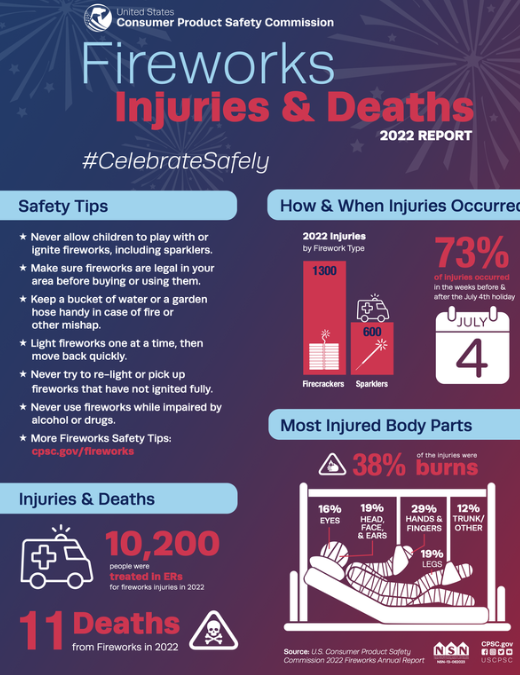 United States
Consumer Product Safety Commission
Fireworks
Injuries & Deaths
2022 REPORT
#CelebrateSafely
Safety Tips
★ Never allow children to play with or
ignite fireworks, including sparklers.
★ Make sure fireworks are legal in your
area before buying or using them.
★ Keep a bucket of water or a garden
hose handy in case of fire or
other mishap.
★ Light fireworks one at a time, then
move back quickly.
★ Never try to re-light or pick up
fireworks that have not ignited fully.
★ Never use fireworks while impaired by
alcohol or drugs.
★ More Fireworks Safety Tips:
cpsc.gov/fireworks
Injuries & Deaths
10,200
people were
treated in ERs
for fireworks injuries in 2022
11 Deaths
from Fireworks in 2022
How & When Injuries Occurred
2022 Injuries
by Firework Type
1300
600
Firecrackers
Sparklers
73%
of injuries occurred
in the weeks before &
after the July 4th holiday
JULY
4
Most Injured Body Parts
38%
of the injuries were
burns
16%
EYES
19%
HEAD,
FACE,
& EARS
29%
HANDS &
FINGERS
12%
TRUNK/
OTHER
19%
LEGS
Source: U.S. Consumer Product Safety
Commission 2022 Fireworks Annual Report
NSN
CPSC.gov
USCPSC